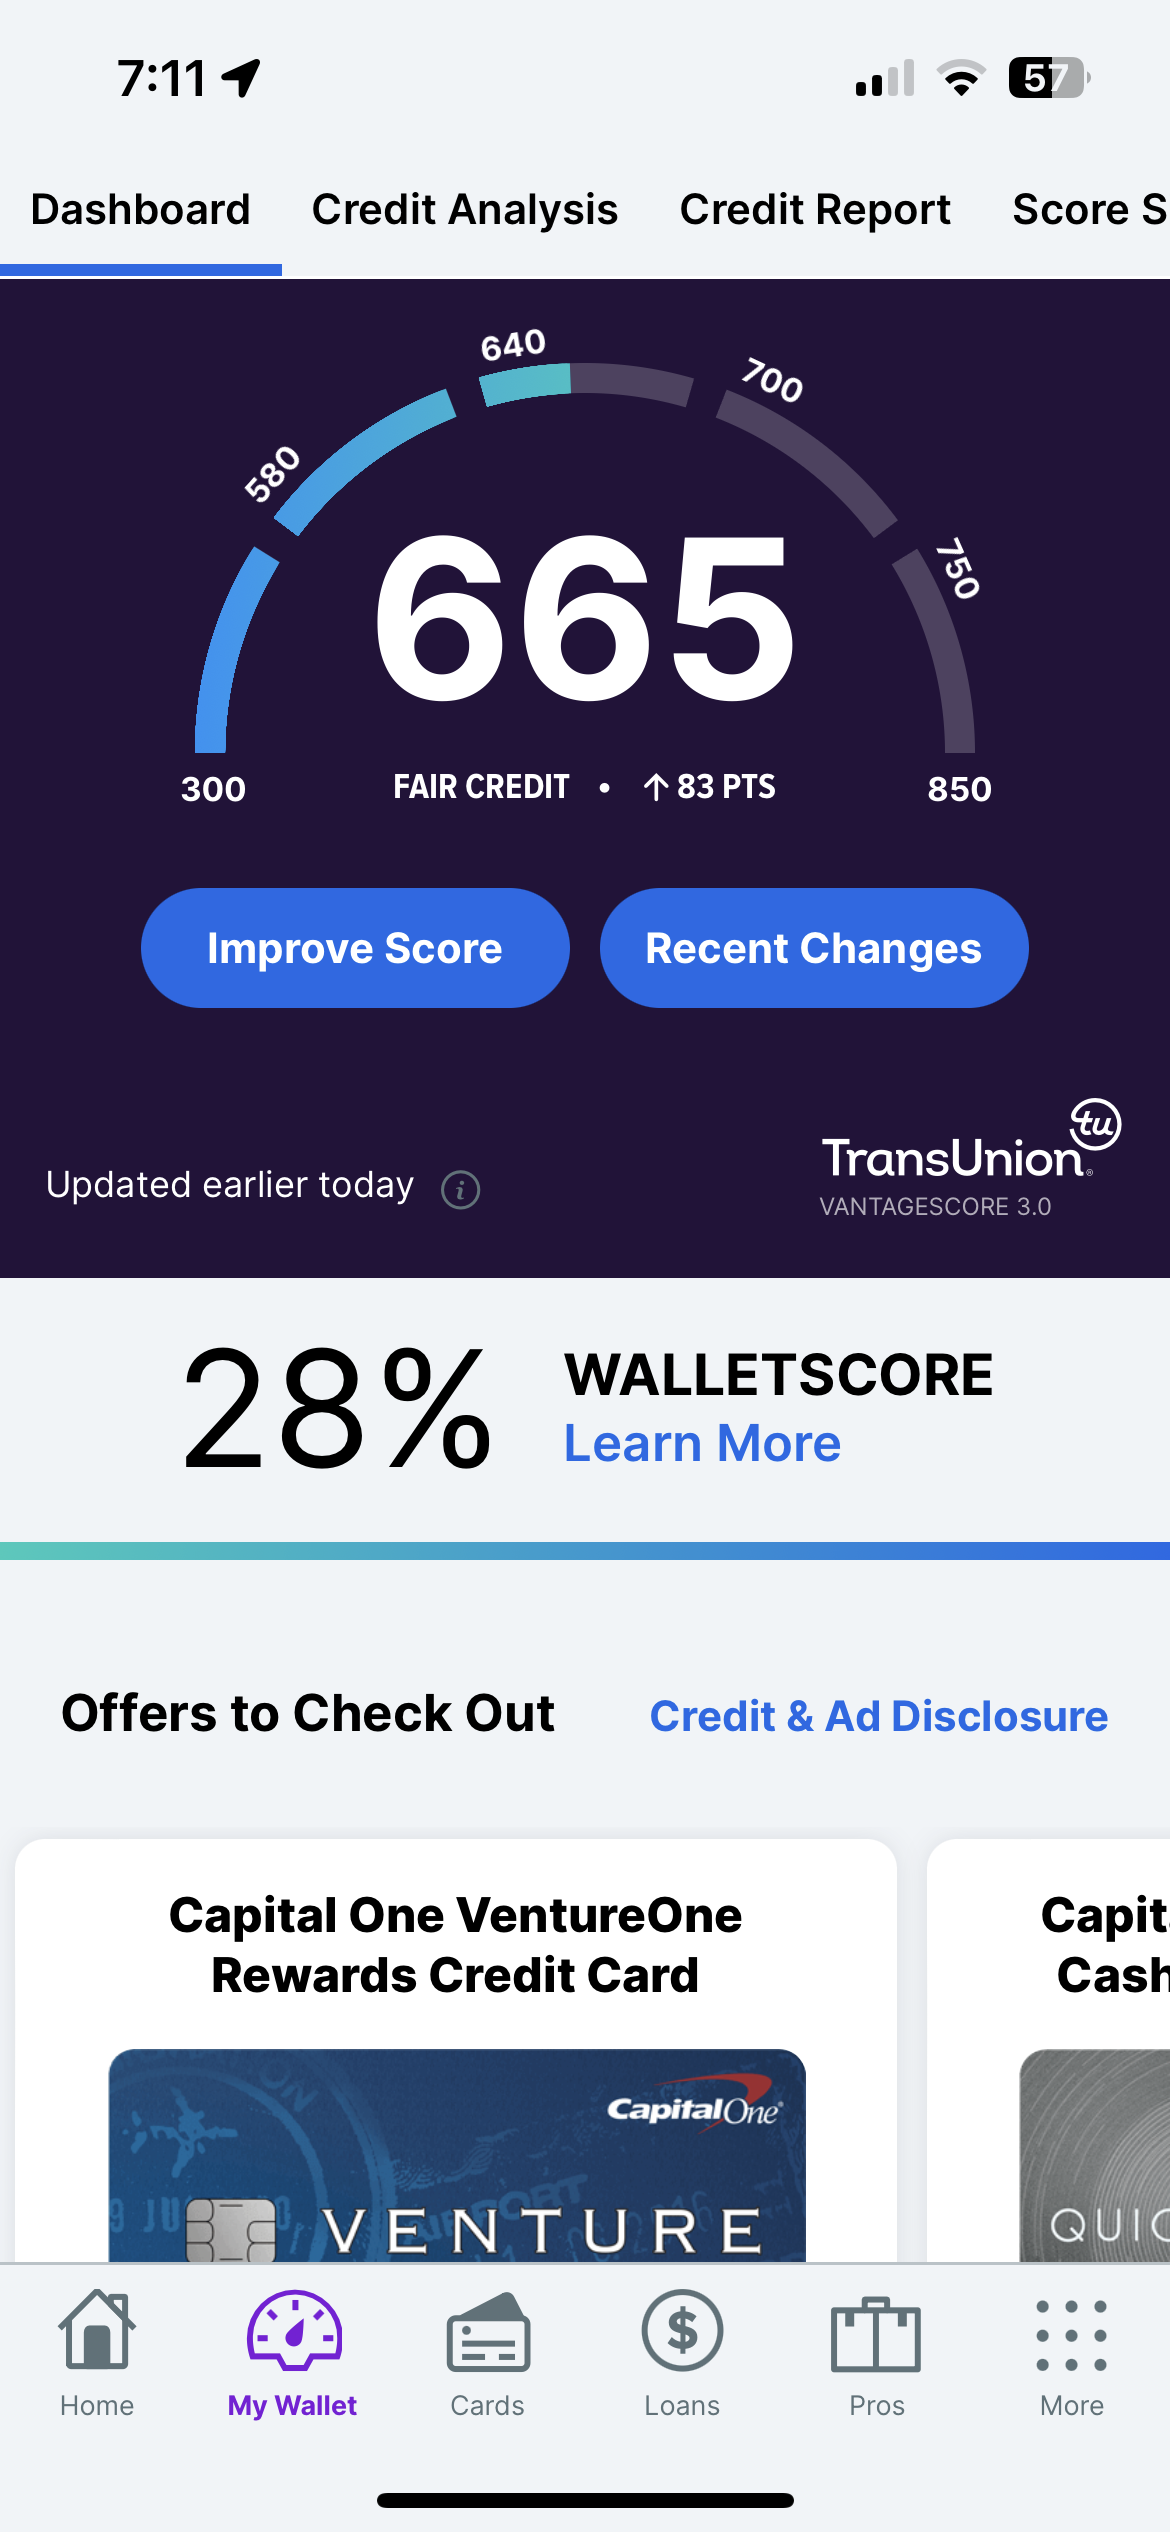 7:11
57
Dashboard Credit Analysis Credit Report Score S
640
700
580
750
665
300 FAIR CREDIT • ↑ 83 PTS 850
Improve Score Recent Changes
tu
Updated earlier today i TransUnion®
VANTAGESCORE 3.0
28% WALLETSCORE
Learn More
Offers to Check Out Credit & Ad Disclosure
Capital One VentureOne
Rewards Credit Card
Capit
Cash
CapitalOne
VENTURE
QUIC
Home My Wallet Cards Loans Pros More